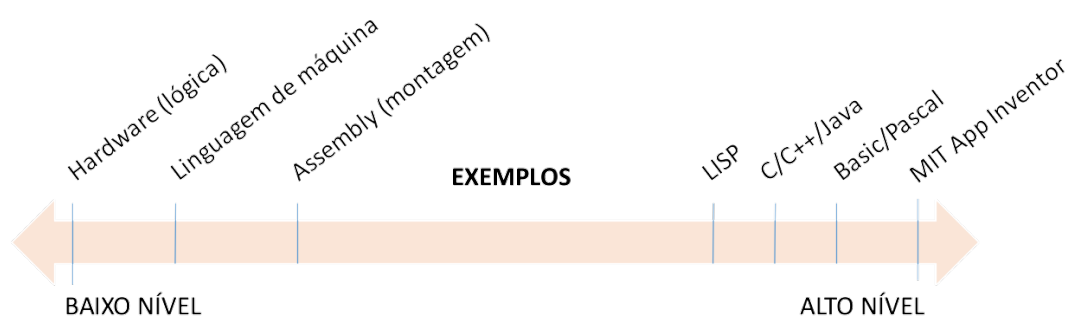 Hardware (lógica)
Linguagem de máquina
Assembly (montagem)
EXEMPLOS
LISP
C/C++/Java
Basic/Pascal
MIT App Inventor
BAIXO NÍVEL
ALTO NÍVEL